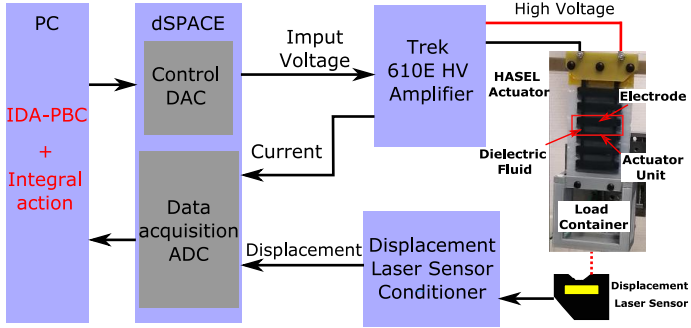 PC
IDA-PBC
+
Integral
action
dSPACE
Control
DAC
Data
acquisition
ADC
Imput
Voltage
Current
Displacement
Trek
610E HV
Amplifier
Displacement
Laser Sensor
Conditioner
High Voltage
HASEL
Actuator
Electrode
Dielectric
Fluid
Actuator
Unit
Load
Container
Displacement
Laser Sensor